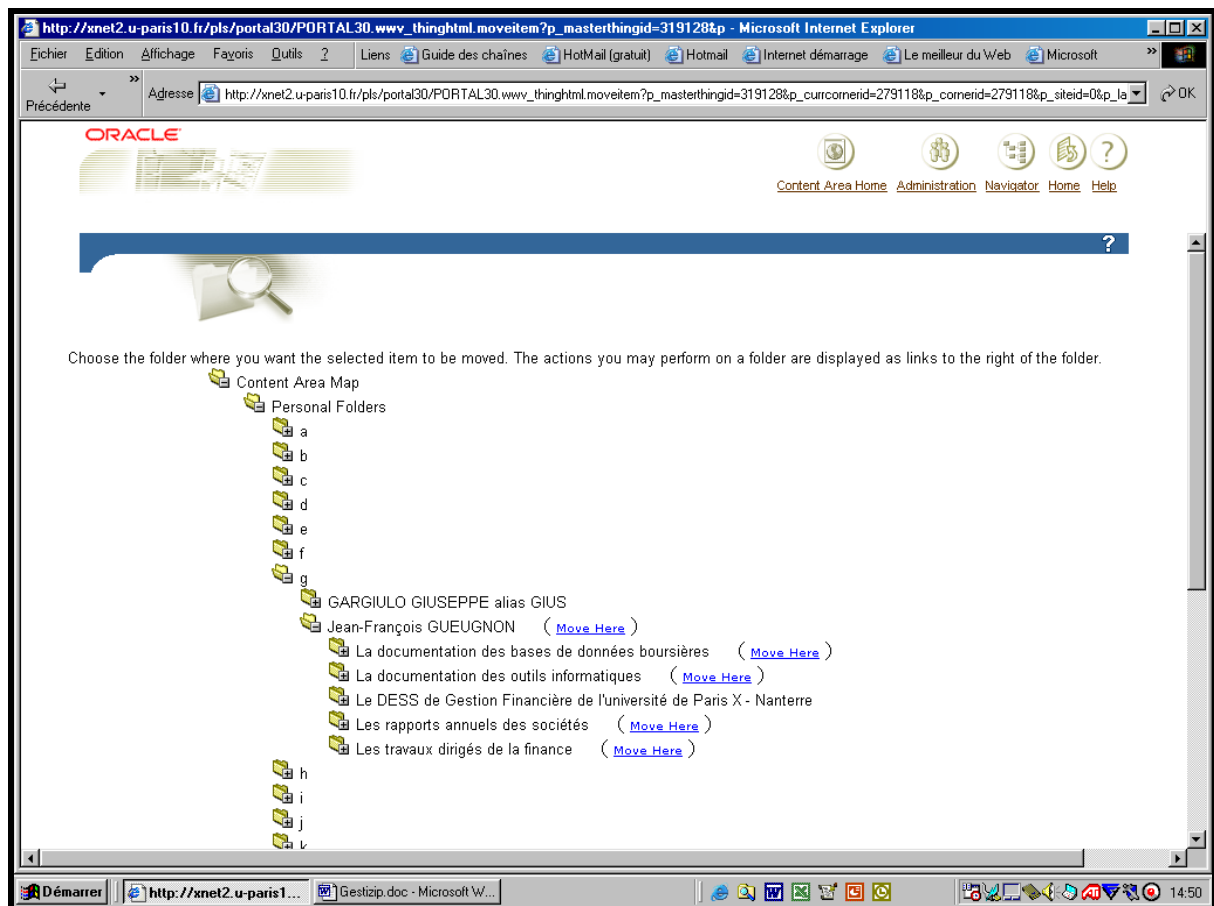 http://xnet2.u-paris10.fr/pls/portal30/PORTAL30.wwv_thinghtml.moveitem?p_masterthingid=319128&p - Microsoft Internet Explorer
Fichier Edition Affichage Favoris Outils ? Liens Guide des chaînes HotMail (gratuit) Hotmail Internet démarrage Le meilleur du Web Microsoft »
Précédente » Adresse http://xnet2.u-paris10.fr/pls/portal30/PORTAL30.wwv_thinghtml.moveitem?p_masterthingid=319128&p_currcornerid=279118&p_cornerid=279118&p_siteid=0&p_la OK
ORACLE
Content Area Home Administration Navigator Home Help
?
Choose the folder where you want the selected item to be moved. The actions you may perform on a folder are displayed as links to the right of the folder.
Content Area Map
Personal Folders
a
b
c
d
e
f
g
GARGIULO GIUSEPPE alias GIUS
Jean-François GUEUGNON ( Move Here )
La documentation des bases de données boursières ( Move Here )
La documentation des outils informatiques ( Move Here )
Le DESS de Gestion Financière de l'université de Paris X - Nanterre
Les rapports annuels des sociétés ( Move Here )
Les travaux dirigés de la finance ( Move Here )
h
i
j
k
Démarrer http://xnet2.u-paris1... Gestizip.doc - Microsoft W... 14:50